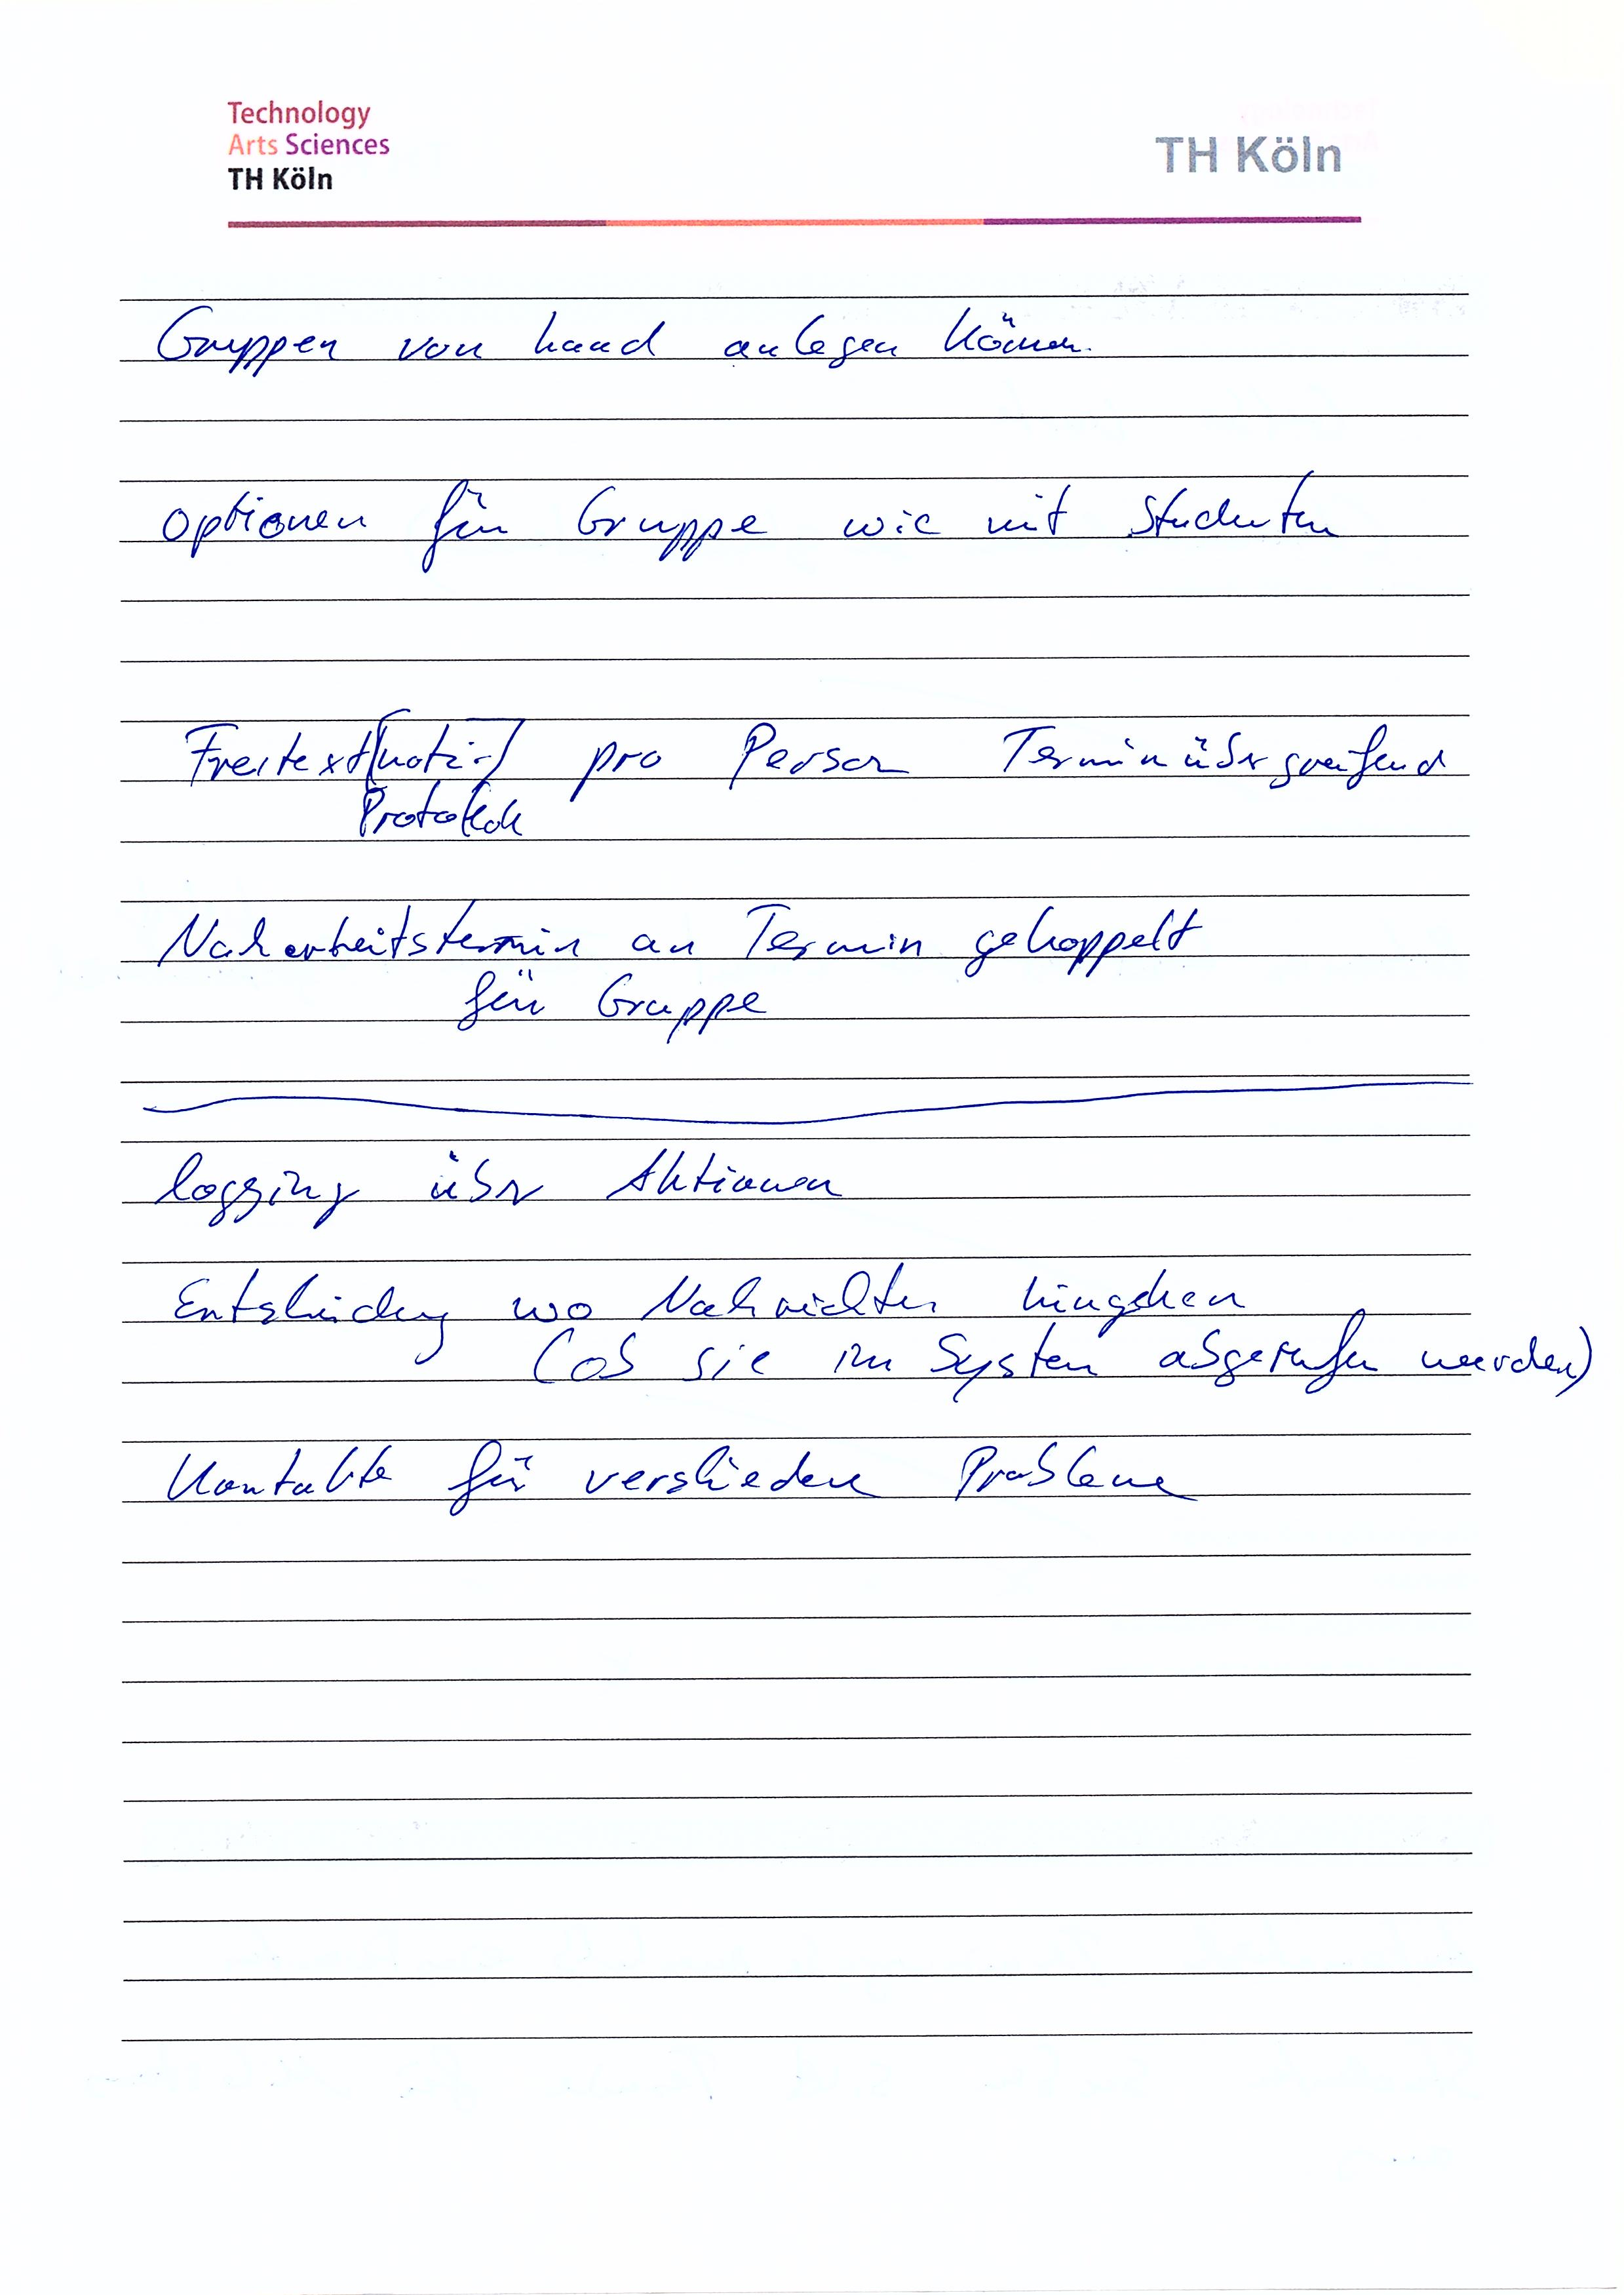 Technology
Arts Sciences
TH Köln
TH Köln
Gruppen von hand anlegen können.
Optionen für Gruppe wie mit Studenten
Freitext/Notiz/ pro Person Terminübergreifend
Protokoll
Nacharbeitstermin an Termin gekoppelt
für Gruppe
logging über Aktionen
Entscheidung wo Nachrichten hingehen
(ob sie im System abgerufen werden)
Kontakte für verschiedene Probleme